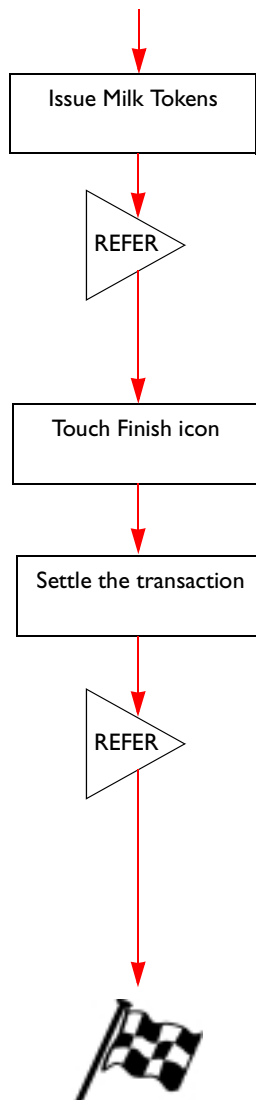 Issue Milk Tokens
REFER
Touch Finish icon
Settle the transaction
REFER